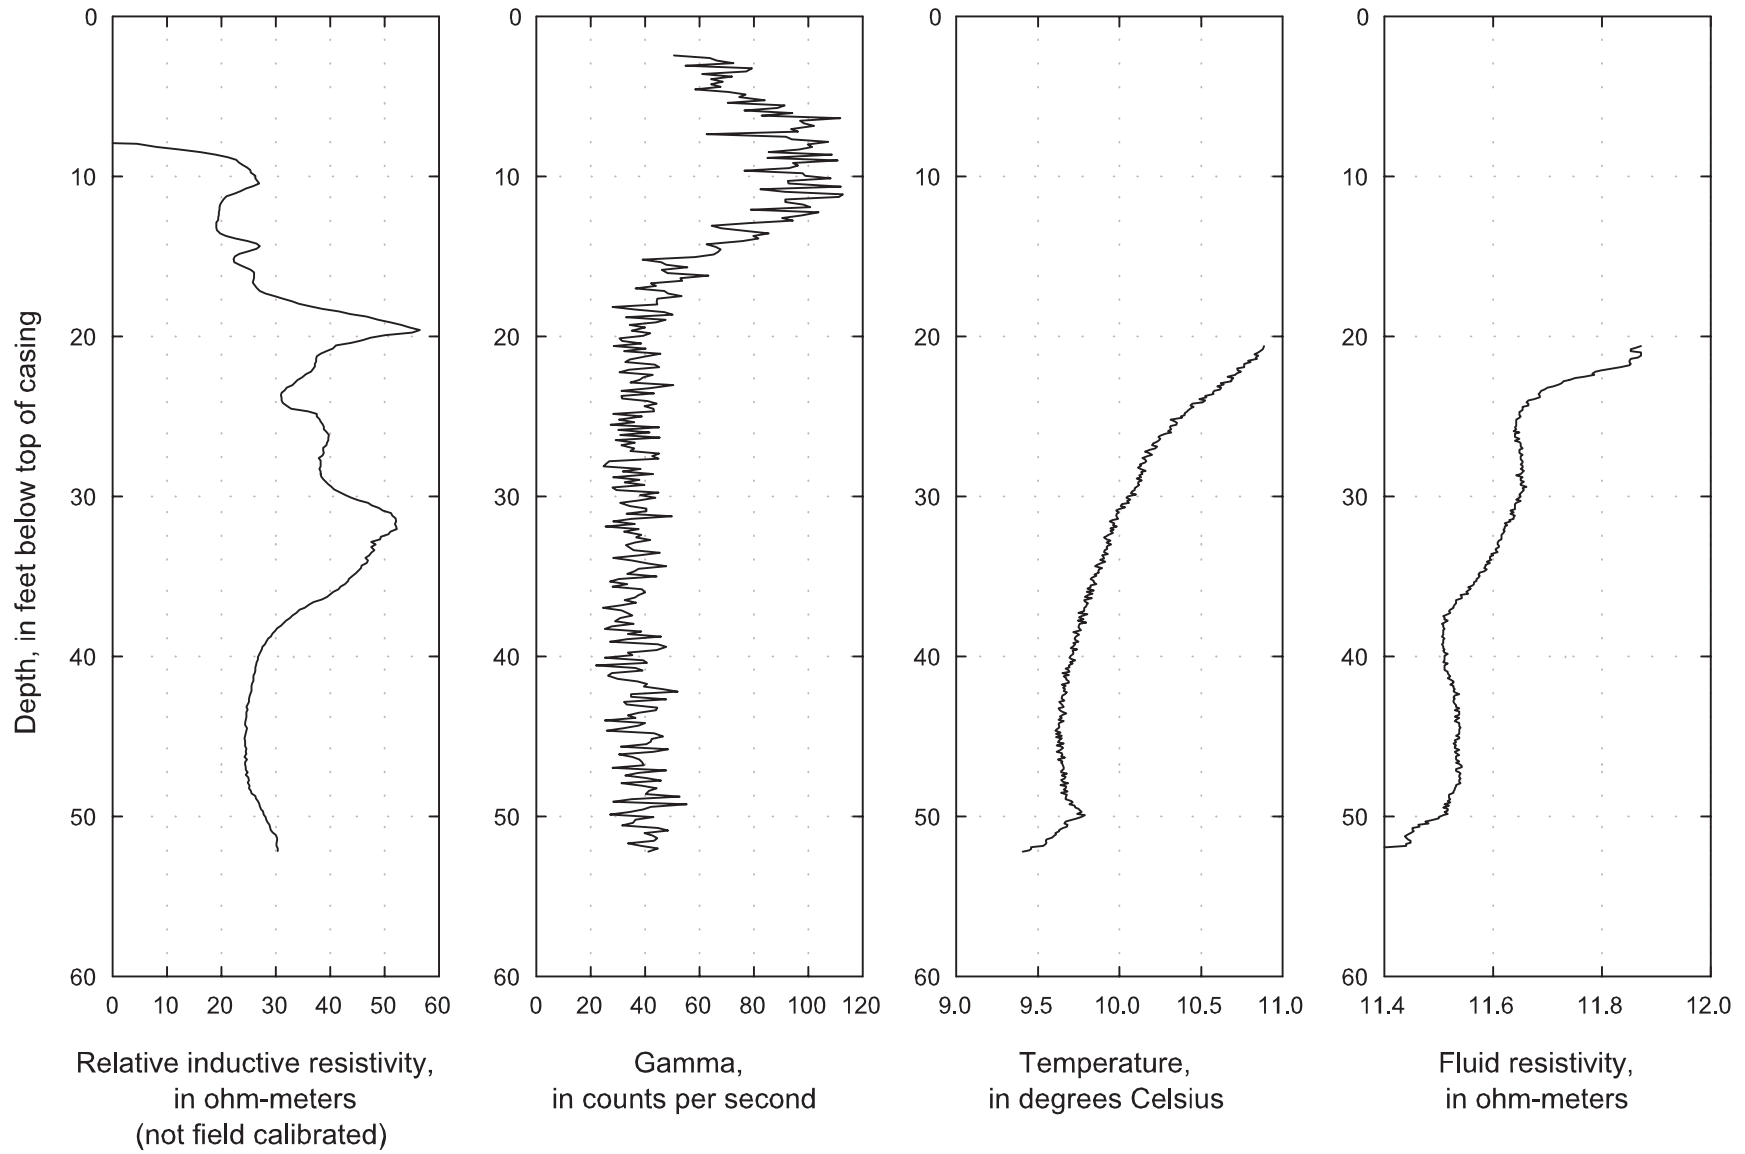 0 0 0 0
10 10 10 10
20 20 20 20
30 30 30 30
40 40 40 40
50 50 50 50
60 60 60 60
Depth, in feet below top of casing
0 10 20 30 40 50 60
0 20 40 60 80 100 120
9.0 9.5 10.0 10.5 11.0
11.4 11.6 11.8 12.0
Relative inductive resistivity,
in ohm-meters
(not field calibrated)
Gamma,
in counts per second
Temperature,
in degrees Celsius
Fluid resistivity,
in ohm-meters